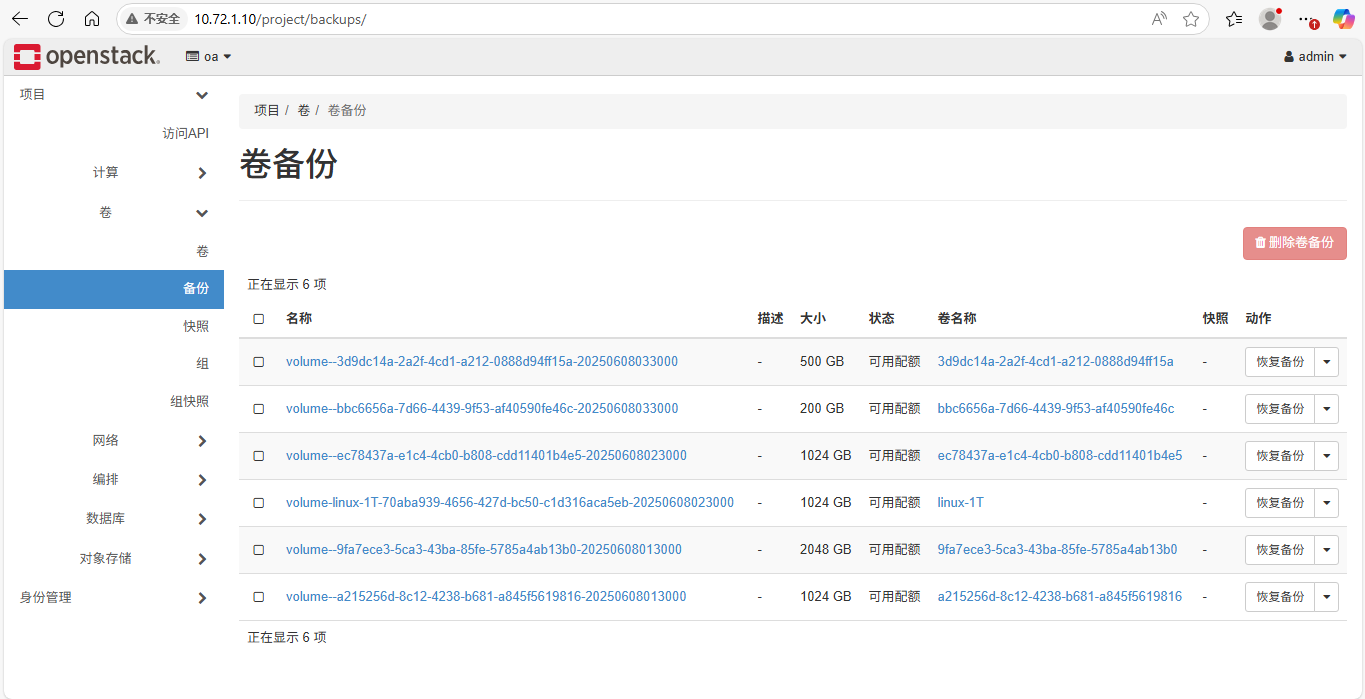 不安全 10.72.1.10/project/backups/
openstack. oa admin
项目
访问API
计算
卷
卷
备份
快照
组
组快照
网络
编排
数据库
对象存储
身份管理
项目 / 卷 / 卷备份
卷备份
删除卷备份
正在显示 6 项
名称 描述 大小 状态 卷名称 快照 动作
volume--3d9dc14a-2a2f-4cd1-a212-0888d94ff15a-20250608033000 - 500 GB 可用配额 3d9dc14a-2a2f-4cd1-a212-0888d94ff15a - 恢复备份
volume--bbc6656a-7d66-4439-9f53-af40590fe46c-20250608033000 - 200 GB 可用配额 bbc6656a-7d66-4439-9f53-af40590fe46c - 恢复备份
volume--ec78437a-e1c4-4cb0-b808-cdd11401b4e5-20250608023000 - 1024 GB 可用配额 ec78437a-e1c4-4cb0-b808-cdd11401b4e5 - 恢复备份
volume-linux-1T-70aba939-4656-427d-bc50-c1d316aca5eb-20250608023000 - 1024 GB 可用配额 linux-1T - 恢复备份
volume--9fa7ece3-5ca3-43ba-85fe-5785a4ab13b0-20250608013000 - 2048 GB 可用配额 9fa7ece3-5ca3-43ba-85fe-5785a4ab13b0 - 恢复备份
volume--a215256d-8c12-4238-b681-a845f5619816-20250608013000 - 1024 GB 可用配额 a215256d-8c12-4238-b681-a845f5619816 - 恢复备份
正在显示 6 项